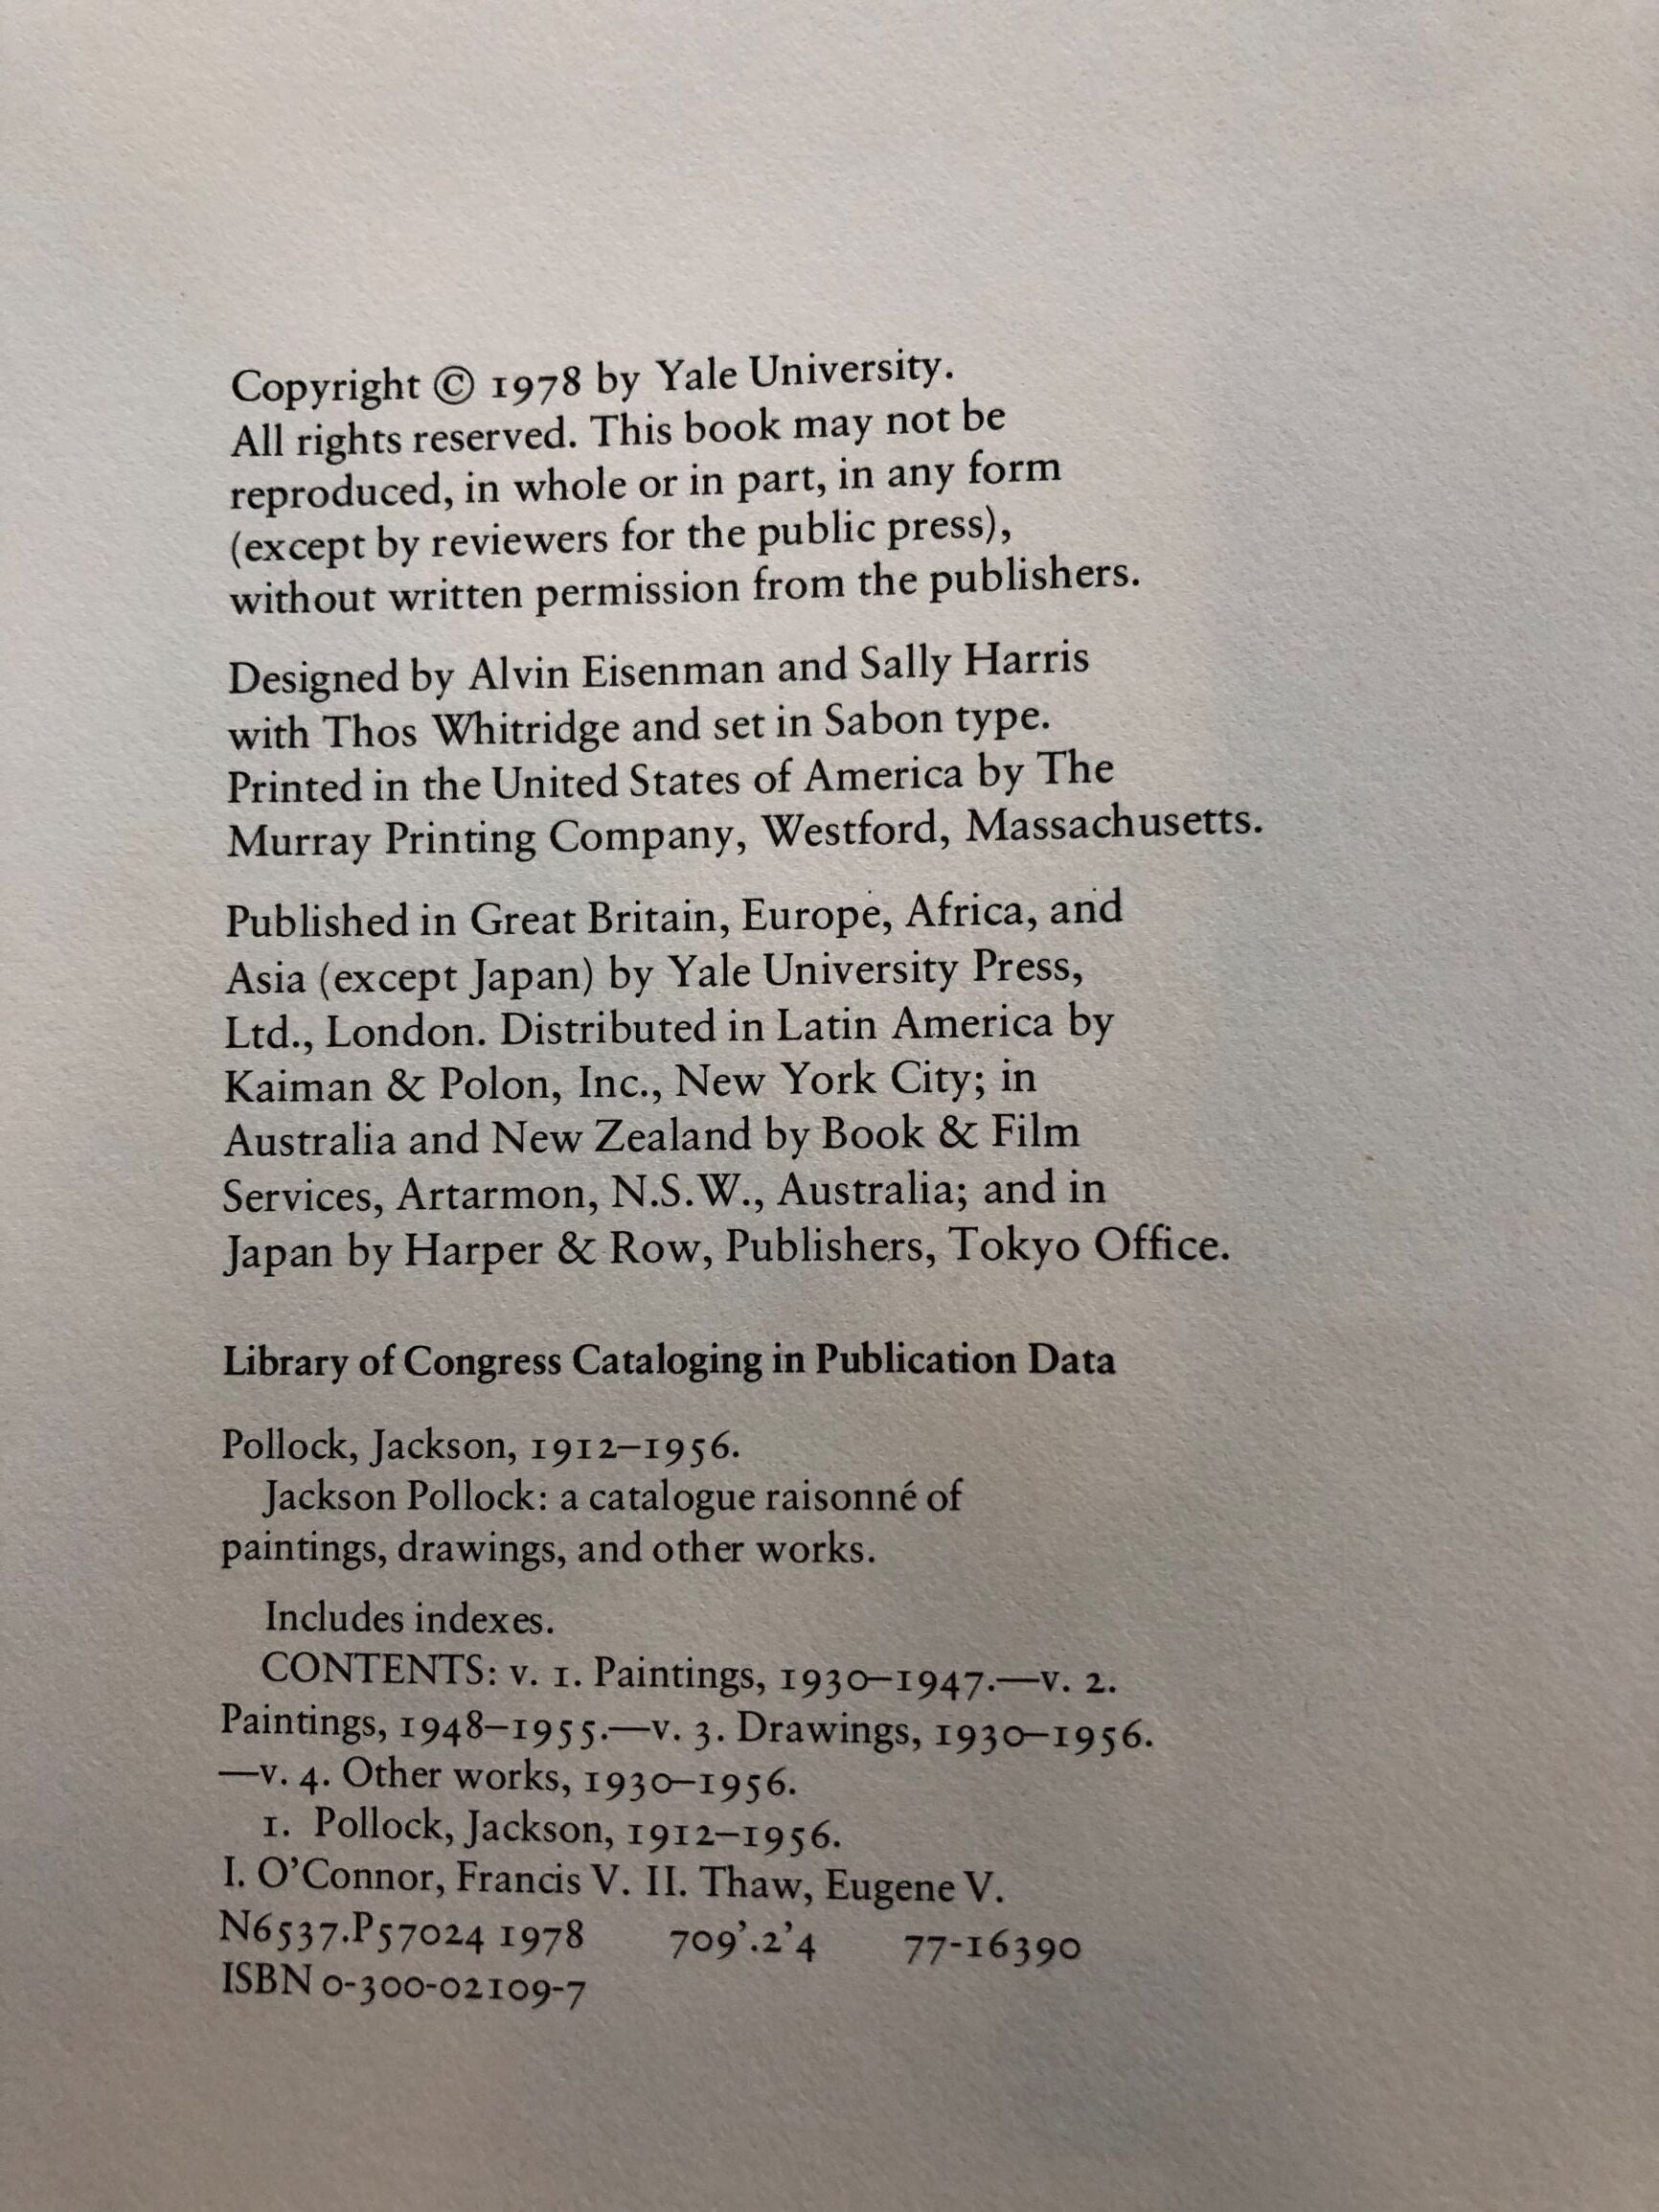 Copyright © 1978 by Yale University.
All rights reserved. This book may not be
reproduced, in whole or in part, in any form
(except by reviewers for the public press),
without written permission from the publishers.
Designed by Alvin Eisenman and Sally Harris
with Thos Whitridge and set in Sabon type.
Printed in the United States of America by The
Murray Printing Company, Westford, Massachusetts.
Published in Great Britain, Europe, Africa, and
Asia (except Japan) by Yale University Press,
Ltd., London. Distributed in Latin America by
Kaiman & Polon, Inc., New York City; in
Australia and New Zealand by Book & Film
Services, Artarmon, N.S.W., Australia; and in
Japan by Harper & Row, Publishers, Tokyo Office.
Library of Congress Cataloging in Publication Data
Pollock, Jackson, 1912–1956.
Jackson Pollock: a catalogue raisonné of
paintings, drawings, and other works.
Includes indexes.
CONTENTS: v. 1. Paintings, 1930–1947.—v. 2.
Paintings, 1948–1955.—v. 3. Drawings, 1930–1956.
—v. 4. Other works, 1930–1956.
1. Pollock, Jackson, 1912–1956.
I. O’Connor, Francis V. II. Thaw, Eugene V.
N6537.P57024 1978 709’.2’4 77-16390
ISBN 0-300-02109-7